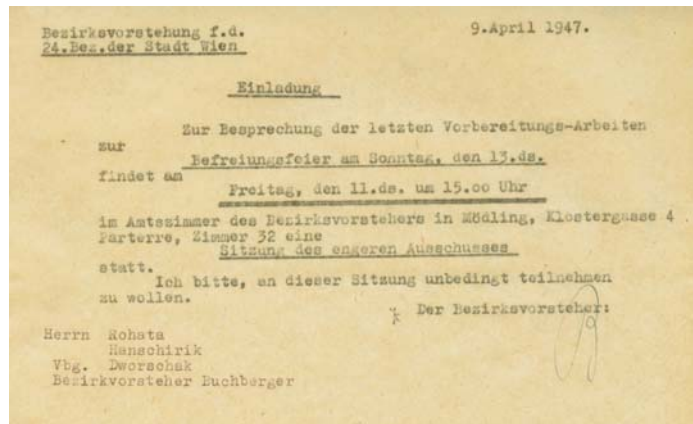 Bezirksvorstehung f.d.
9.April 1947.
24.Bez.der Stadt Wien
Einladung
Zur Besprechung der letzten Vorbereitungs-Arbeiten
zur
Befreiungsfeier am Sonntag, den 13.ds.
findet am
Freitag, den 11.ds. um 15.oo Uhr
im Amtszimmer des Bezirksvorstehers in Mödling, Klostergasse 4
Parterre, Zimmer 32 eine
Sitzung des engeren Ausschusses
statt.
Ich bitte, an dieser Sitzung unbedingt teilnehmen
zu wollen.
Der Bezirksvorsteher:
Herrn Rohata
Hanschirik
Vbg. Dworschak
Bezirkvorsteher Buchberger